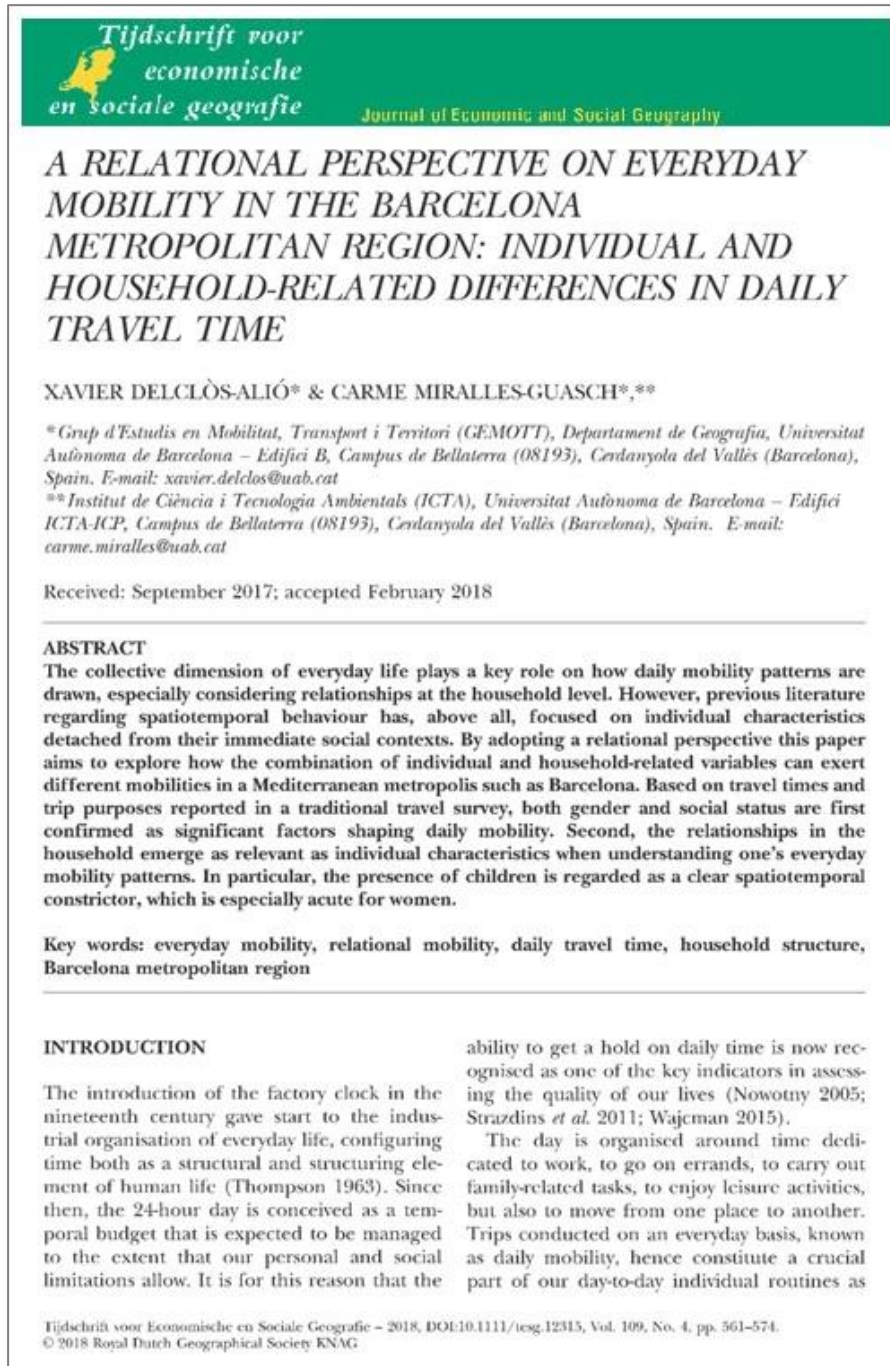 Tijdschrift voor
economische
en sociale geografie
Journal of Economic and Social Geography
A RELATIONAL PERSPECTIVE ON EVERYDAY
MOBILITY IN THE BARCELONA
METROPOLITAN REGION: INDIVIDUAL AND
HOUSEHOLD-RELATED DIFFERENCES IN DAILY
TRAVEL TIME
XAVIER DELCLÒS-ALIÓ* & CARME MIRALLES-GUASCH*,**
*Grup d'Estudis en Mobilitat, Transport i Territori (GEMOTT), Departament de Geografia, Universitat
Autònoma de Barcelona – Edifici B, Campus de Bellaterra (08193), Cerdanyola del Vallès (Barcelona),
Spain. E-mail: xavier.delclos@uab.cat
**Institut de Ciència i Tecnologia Ambientals (ICTA), Universitat Autònoma de Barcelona – Edifici
ICTA-ICP, Campus de Bellaterra (08193), Cerdanyola del Vallès (Barcelona), Spain. E-mail:
carme.miralles@uab.cat
Received: September 2017; accepted February 2018
ABSTRACT
The collective dimension of everyday life plays a key role on how daily mobility patterns are
drawn, especially considering relationships at the household level. However, previous literature
regarding spatiotemporal behaviour has, above all, focused on individual characteristics
detached from their immediate social contexts. By adopting a relational perspective this paper
aims to explore how the combination of individual and household-related variables can exert
different mobilities in a Mediterranean metropolis such as Barcelona. Based on travel times and
trip purposes reported in a traditional travel survey, both gender and social status are first
confirmed as significant factors shaping daily mobility. Second, the relationships in the
household emerge as relevant as individual characteristics when understanding one's everyday
mobility patterns. In particular, the presence of children is regarded as a clear spatiotemporal
constrictor, which is especially acute for women.
Key words: everyday mobility, relational mobility, daily travel time, household structure,
Barcelona metropolitan region
INTRODUCTION
The introduction of the factory clock in the
nineteenth century gave start to the indus-
trial organisation of everyday life, configuring
time both as a structural and structuring ele-
ment of human life (Thompson 1963). Since
then, the 24-hour day is conceived as a tem-
poral budget that is expected to be managed
to the extent that our personal and social
limitations allow. It is for this reason that the
ability to get a hold on daily time is now rec-
ognised as one of the key indicators in assess-
ing the quality of our lives (Nowotny 2005;
Strazdins et al. 2011; Wajcman 2015).
The day is organised around time dedi-
cated to work, to go on errands, to carry out
family-related tasks, to enjoy leisure activities,
but also to move from one place to another.
Trips conducted on an everyday basis, known
as daily mobility, hence constitute a crucial
part of our day-to-day individual routines as
Tijdschrift voor Economische en Sociale Geografie – 2018, DOI:10.1111/tesg.12315, Vol. 109, No. 4, pp. 561–574.
© 2018 Royal Dutch Geographical Society KNAG